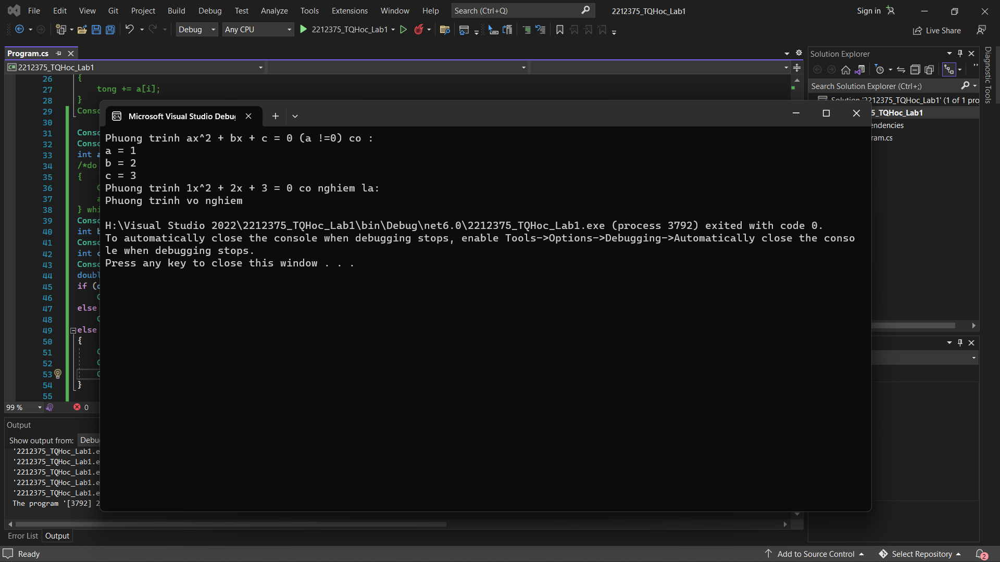 File Edit View Git Project Build Debug Test Analyze Tools Extensions Window Help Search (Ctrl+Q) 2212375_TQHoc_Lab1 Sign in
Debug Any CPU 2212375_TQHoc_Lab1 Live Share
Program.cs
2212375_TQHoc_Lab1
26 {
27 tong += a[i];
28 }
29
30
31
32
33 int
34 /*do
35 {
36
37
38 }
39
40 int
41
42 int
43
44
45 if
46
47 else
48
49 else
50 {
51
52
53
54 }
55
99 % 0
Microsoft Visual Studio Debug
Phuong trinh ax^2 + bx + c = 0 (a !=0) co :
a = 1
b = 2
c = 3
Phuong trinh 1x^2 + 2x + 3 = 0 co nghiem la:
Phuong trinh vo nghiem
H:\Visual Studio 2022\2212375_TQHoc_Lab1\bin\Debug\net6.0\2212375_TQHoc_Lab1.exe (process 3792) exited with code 0.
To automatically close the console when debugging stops, enable Tools->Options->Debugging->Automatically close the conso
le when debugging stops.
Press any key to close this window . . .
Solution Explorer
Search Solution Explorer (Ctrl+;)
Solution '2212375_TQHoc_Lab1' (1 of 1 pro
5_TQHoc_Lab1
endencies
ram.cs
Diagnostic Tools
Output
Show output from: Debu
'2212375_TQHoc_Lab1.e
'2212375_TQHoc_Lab1.e
'2212375_TQHoc_Lab1.e
'2212375_TQHoc_Lab1.e
'2212375_TQHoc_Lab1.e
The program '[3792] 2
Error List Output
Ready Add to Source Control Select Repository 2